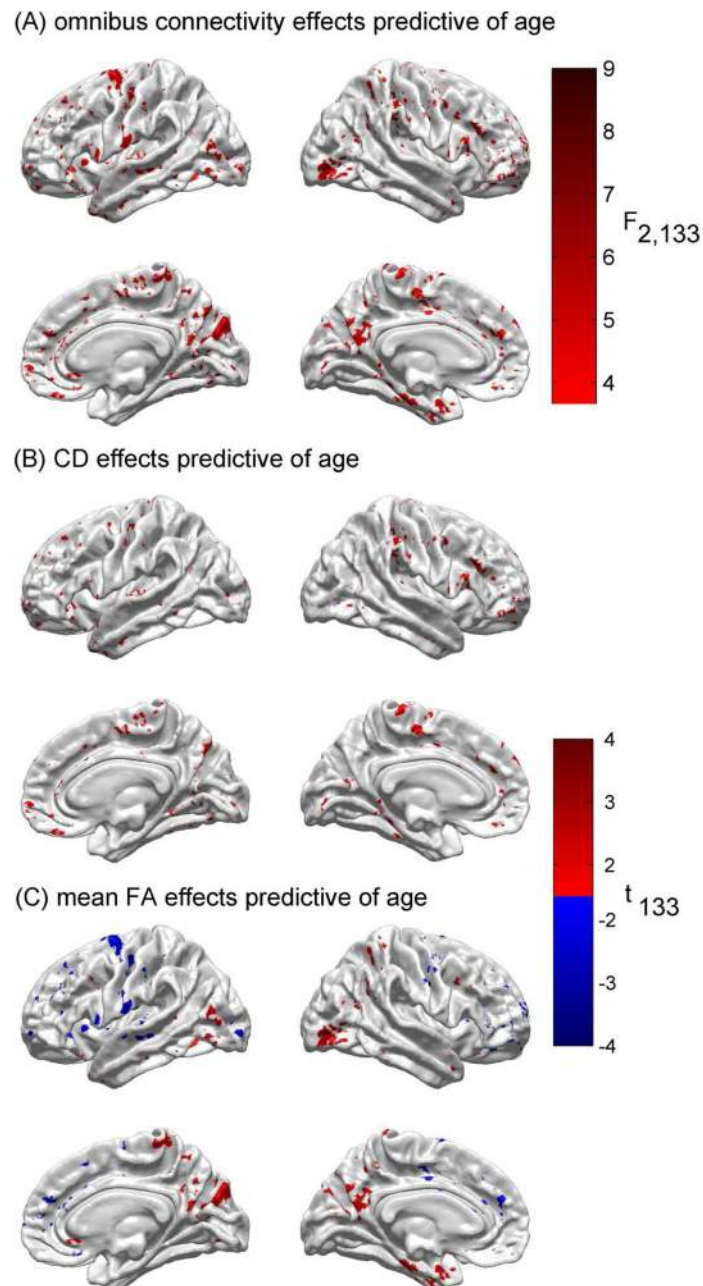 (A) omnibus connectivity effects predictive of age
9
8
7
6
5
4
F2,133
(B) CD effects predictive of age
4
3
2
-2
-3
-4
t 133
(C) mean FA effects predictive of age